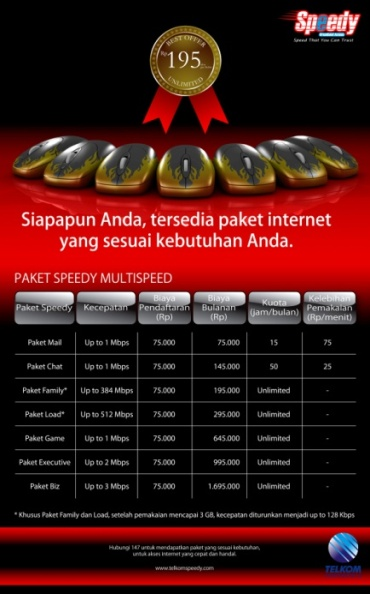 Speedy
Speed That You Can Trust
BEST OFFER
Rp 195
UNLIMITED
Siapapun Anda, tersedia paket internet
yang sesuai kebutuhan Anda.
PAKET SPEEDY MULTISPEED
Paket Speedy Kecepatan Biaya Pendaftaran (Rp) Biaya Bulanan (Rp) Kuota (jam/bulan) Kelebihan Pemakaian (Rp/menit)
Paket Mail Up to 1 Mbps 75.000 75.000 15 75
Paket Chat Up to 1 Mbps 75.000 145.000 50 25
Paket Family* Up to 384 Mbps 75.000 195.000 Unlimited -
Paket Load* Up to 512 Mbps 75.000 295.000 Unlimited -
Paket Game Up to 1 Mbps 75.000 645.000 Unlimited -
Paket Executive Up to 2 Mbps 75.000 995.000 Unlimited -
Paket Biz Up to 3 Mbps 75.000 1.695.000 Unlimited -
* Khusus Paket Family dan Load, setelah pemakaian mencapai 3 GB, kecepatan diturunkan menjadi up to 128 Kbps
Hubungi 147 untuk mendapatkan paket yang sesuai kebutuhan,
untuk akses internet yang cepat dan handal.
www.telkomspeedy.com
TELKOM